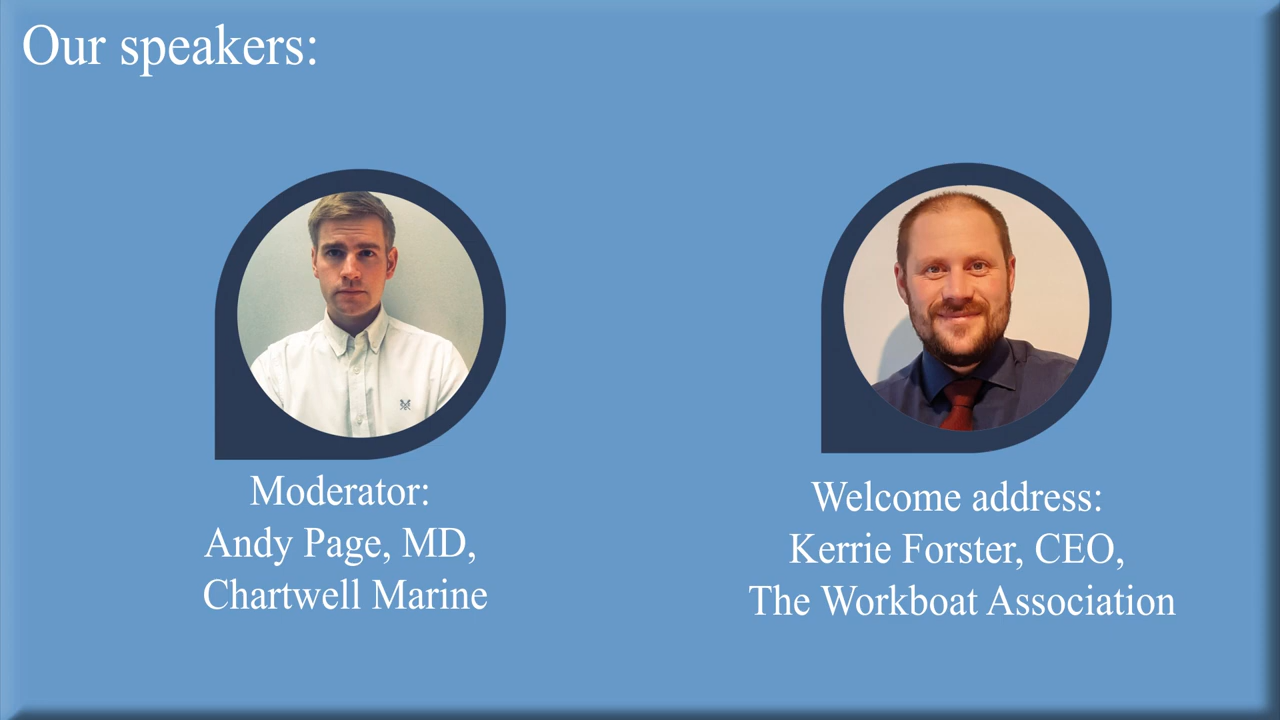 Our speakers:
Moderator:
Andy Page, MD,
Chartwell Marine
Welcome address:
Kerrie Forster, CEO,
The Workboat Association